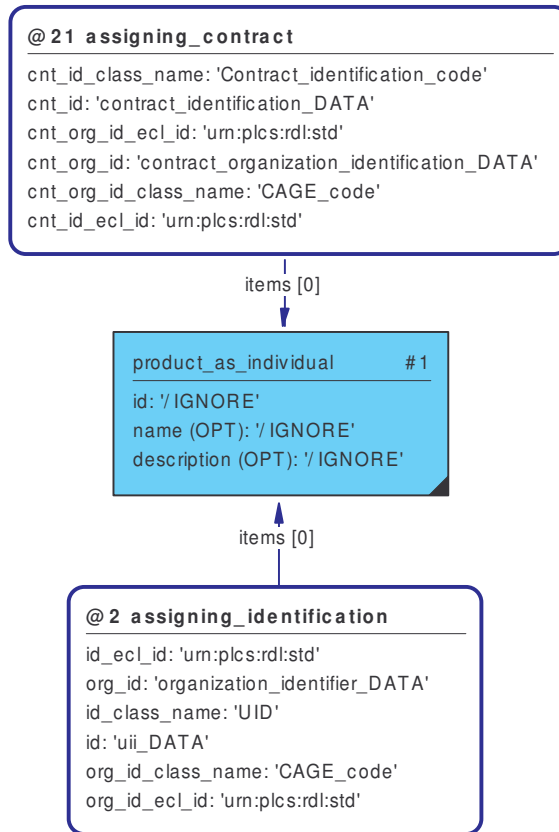 @21 assigning_contract
cnt_id_class_name: 'Contract_identification_code'
cnt_id: 'contract_identification_DATA'
cnt_org_id_ecl_id: 'urn:plcs:rdl:std'
cnt_org_id: 'contract_organization_identification_DATA'
cnt_org_id_class_name: 'CAGE_code'
cnt_id_ecl_id: 'urn:plcs:rdl:std'
items [0]
product_as_individual #1
id: '/IGNORE'
name (OPT): '/IGNORE'
description (OPT): '/IGNORE'
items [0]
@2 assigning_identification
id_ecl_id: 'urn:plcs:rdl:std'
org_id: 'organization_identifier_DATA'
id_class_name: 'UID'
id: 'uii_DATA'
org_id_class_name: 'CAGE_code'
org_id_ecl_id: 'urn:plcs:rdl:std'